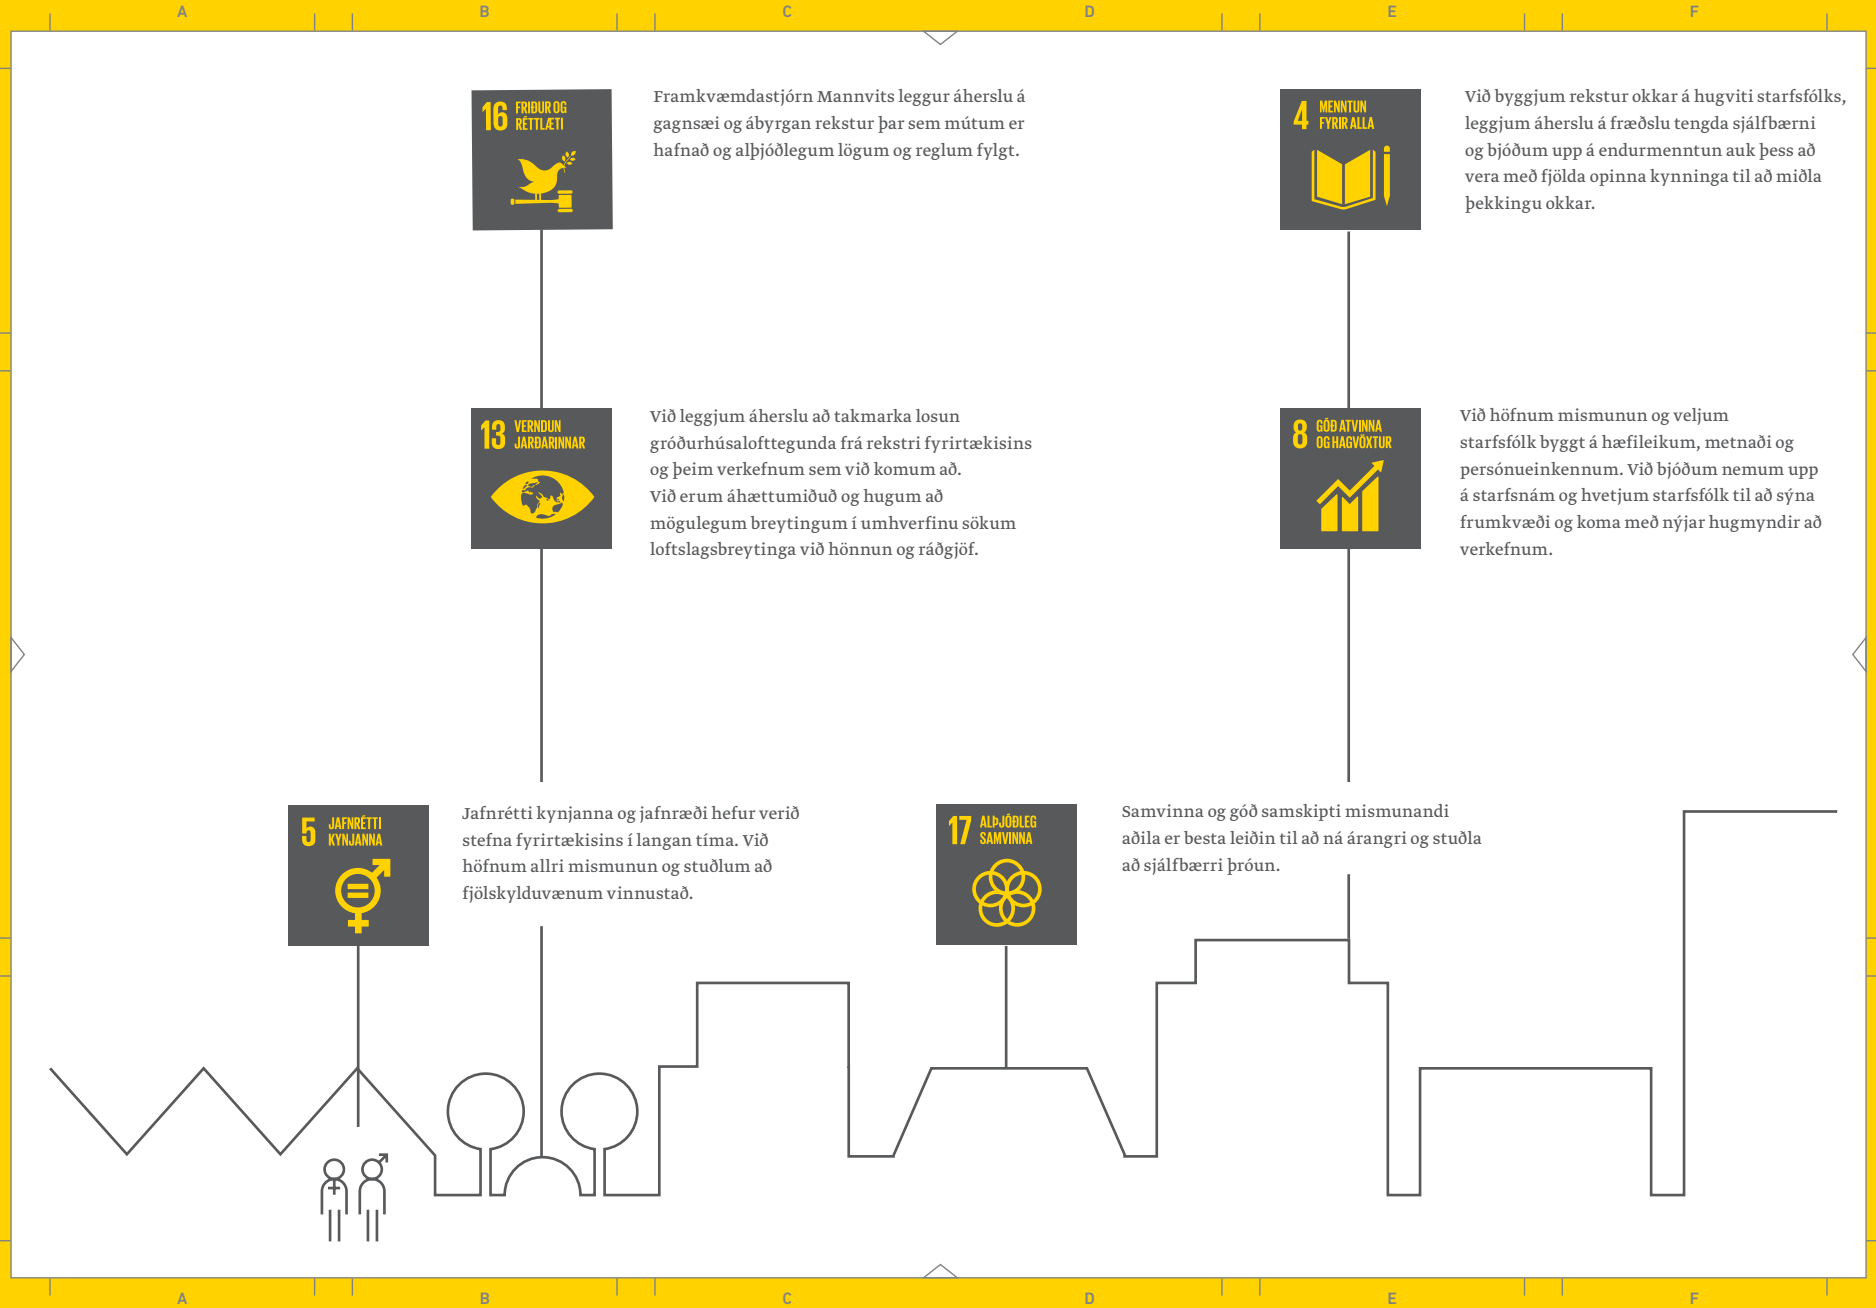 A B C D E F
16 FRIÐUR OG
RÉTTLÆTI
Framkvæmdastjórn Mannvits leggur áherslu á
gagnsæi og ábyrgan rekstur þar sem mútum er
hafnað og alþjóðlegum lögum og reglum fylgt.
4 MENNTUN
FYRIR ALLA
Við byggjum rekstur okkar á hugviti starfsfólks,
leggjum áherslu á fræðslu tengda sjálfbærni
og bjóðum upp á endurmenntun auk þess að
vera með fjölda opinna kynninga til að miðla
þekkingu okkar.
13 VERNDUN
JARÐARINNAR
Við leggjum áherslu að takmarka losun
gróðurhúsalofttegunda frá rekstri fyrirtækisins
og þeim verkefnum sem við komum að.
Við erum áhættumiðuð og hugum að
mögulegum breytingum í umhverfinu sökum
loftslagsbreytinga við hönnun og ráðgjöf.
8 GÓÐ ATVINNA
OG HAGVÖXTUR
Við höfnum mismunun og veljum
starfsfólk byggt á hæfileikum, metnaði og
persónueinkennum. Við bjóðum nemum upp
á starfsnám og hvetjum starfsfólk til að sýna
frumkvæði og koma með nýjar hugmyndir að
verkefnum.
5 JAFNRÉTTI
KYNJANNA
Jafnrétti kynjanna og jafnræði hefur verið
stefna fyrirtækisins í langan tíma. Við
höfnum allri mismunun og stuðlum að
fjölskylduvænum vinnustað.
17 ALÞJÓÐLEG
SAMVINNA
Samvinna og góð samskipti mismunandi
aðila er besta leiðin til að ná árangri og stuðla
að sjálfbærri þróun.
A B C D E F